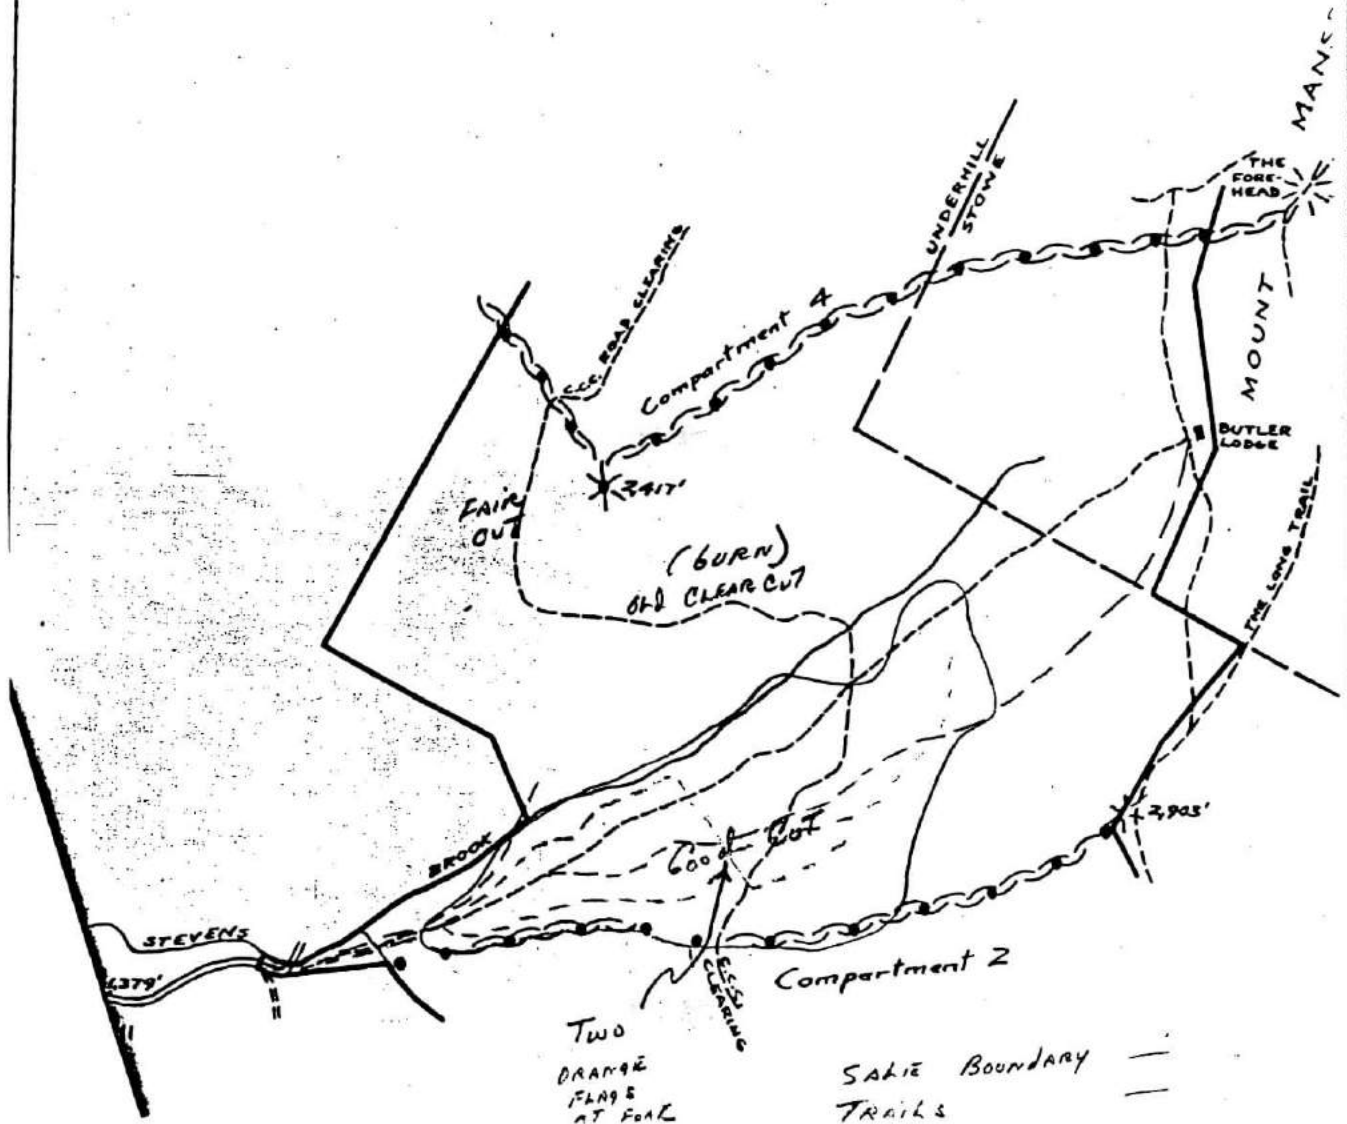 MANS
THE
FORE-
HEAD
UNDERHILL
STOWE
C.C.C. ROAD CLEARING
Compartment 4
MOUNT
BUTLER
LODGE
2,417'
FAIR
CUT
(BURN)
OLD CLEAR CUT
THE LONG TRAIL
2,903'
Good CUT
BROOK
STEVENS
1,379'
CLEARING
Compartment 2
TWO
ORANGE
FLAGS
AT FORK
SALE BOUNDARY
TRAILS